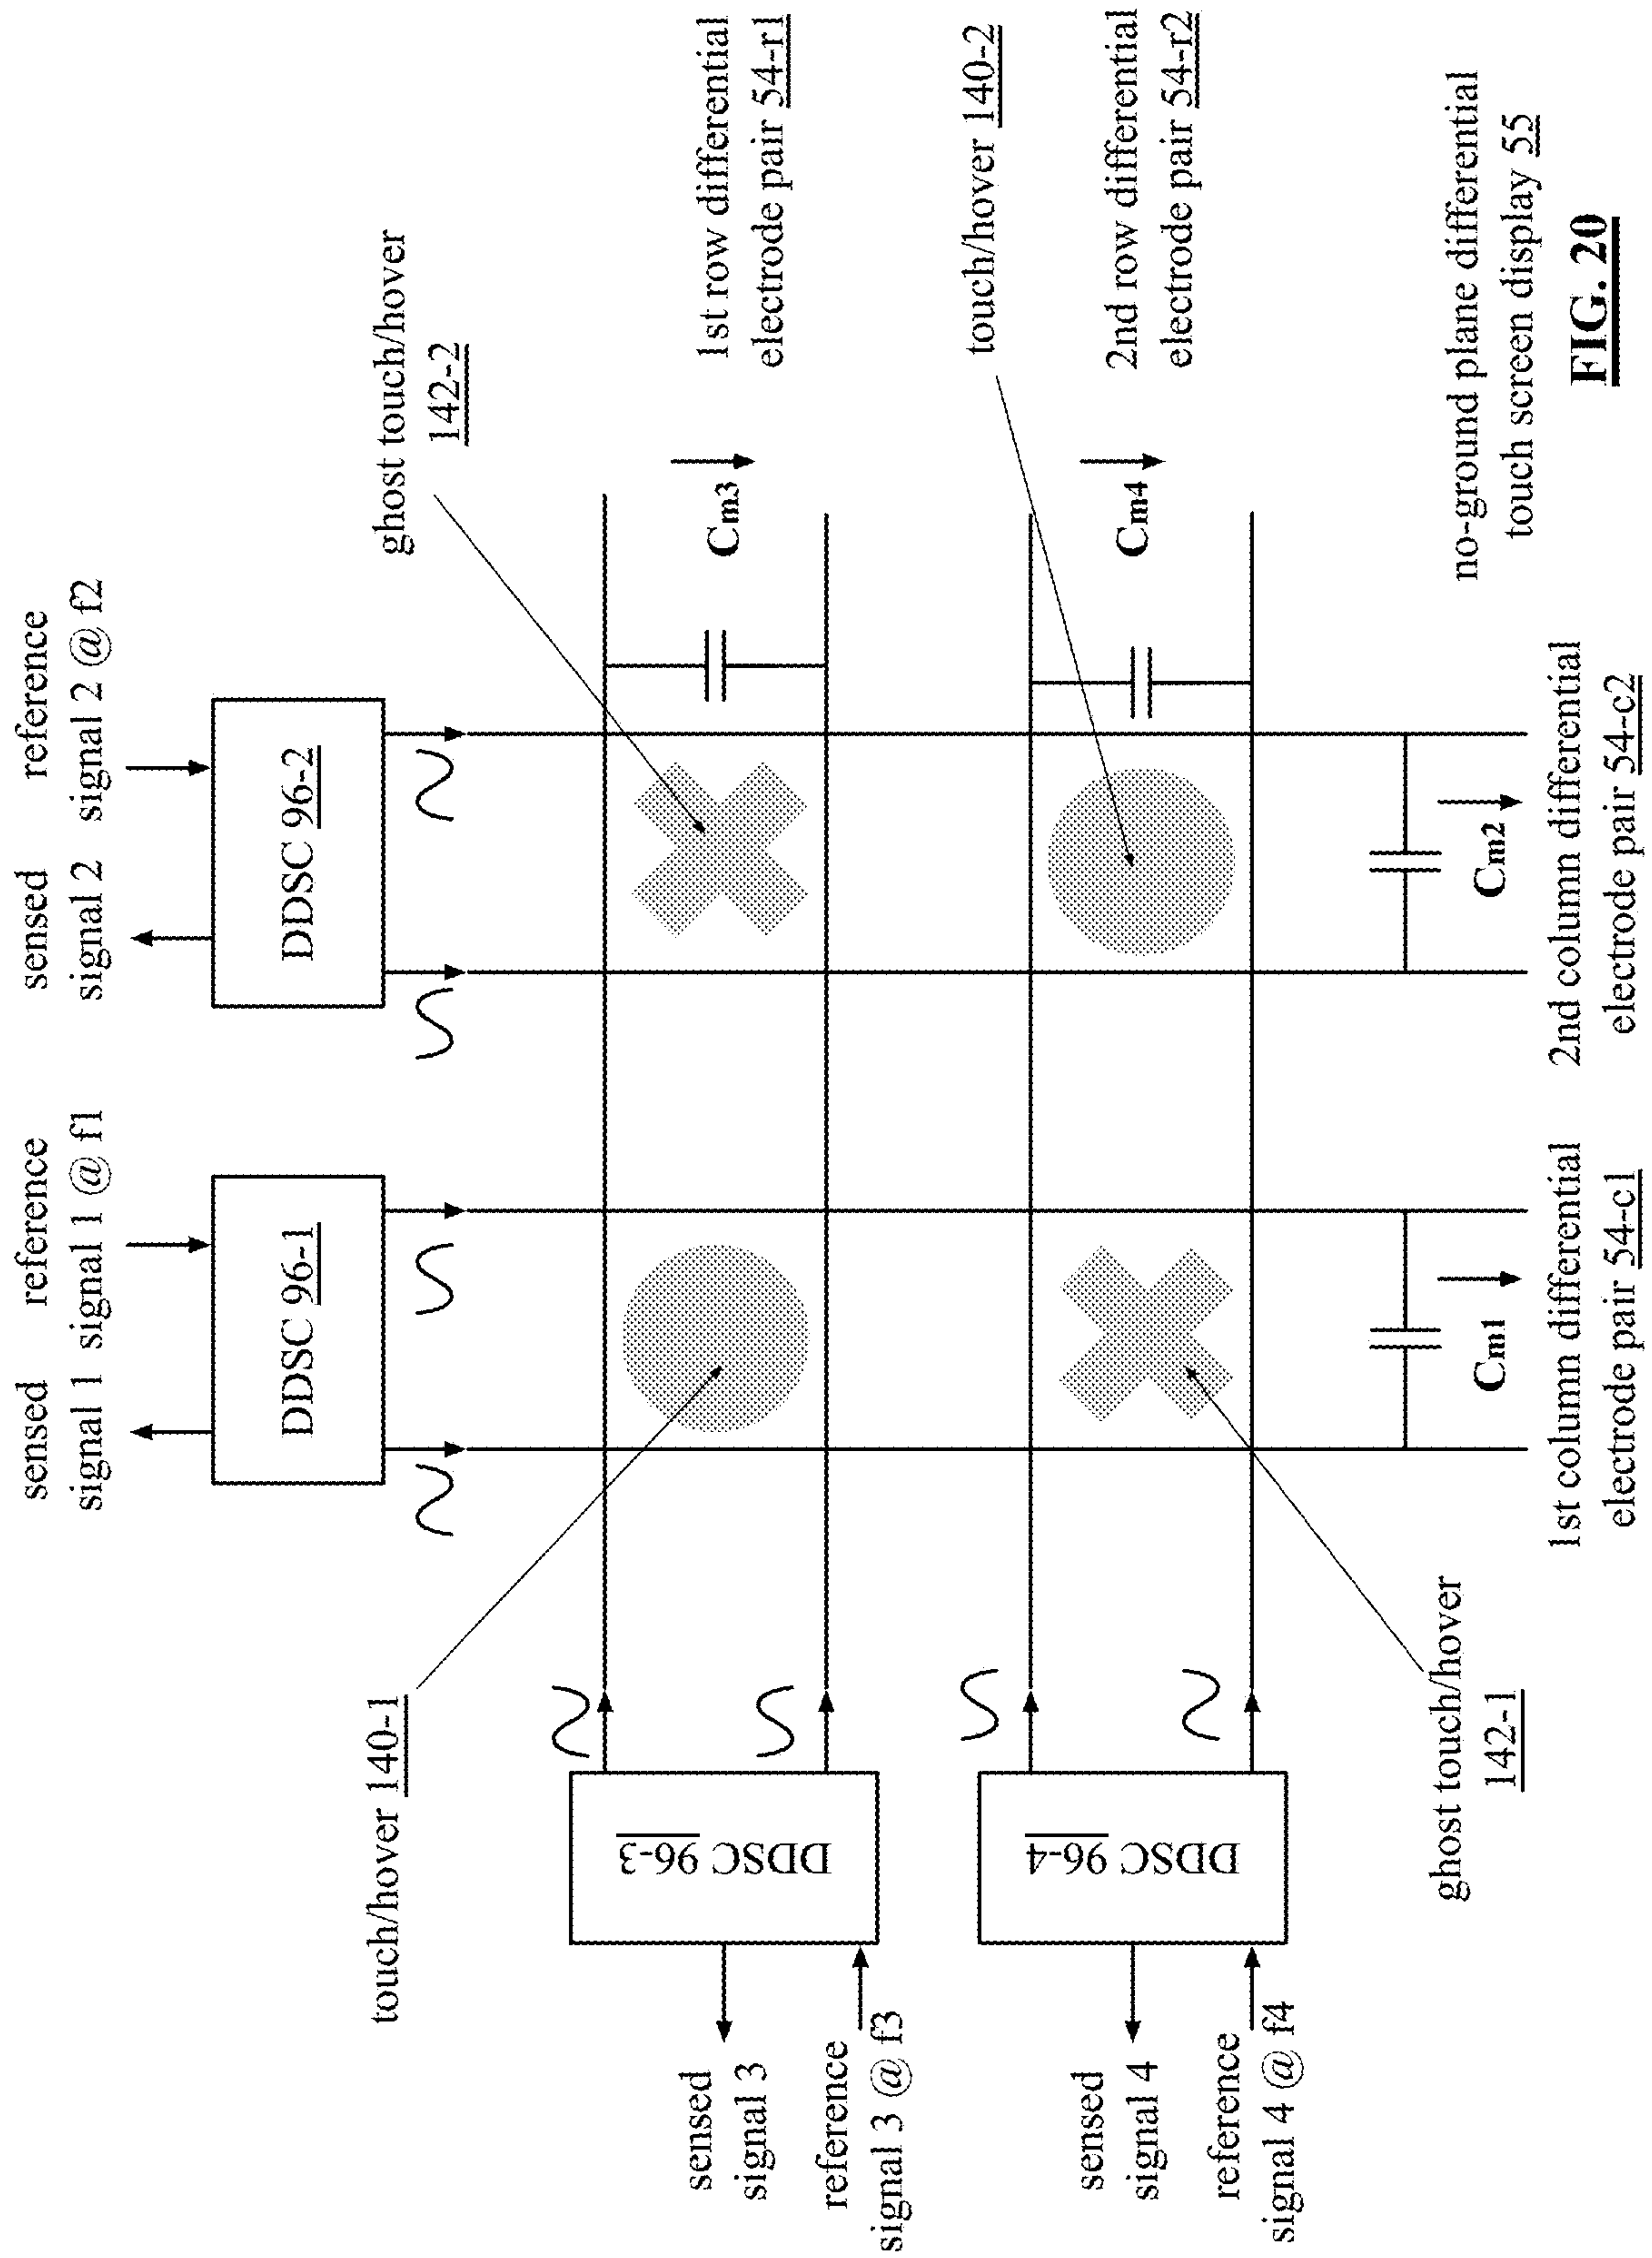 sensed
signal 1
reference
signal 1 @ f1
sensed
signal 2
reference
signal 2 @ f2
DDSC 96-1
DDSC 96-2
touch/hover 140-1
ghost touch/hover
142-2
1st row differential
electrode pair 54-r1
DDSC 96-3
sensed
signal 3
reference
signal 3 @ f3
Cm3
touch/hover 140-2
2nd row differential
electrode pair 54-r2
DDSC 96-4
sensed
signal 4
reference
signal 4 @ f4
Cm4
ghost touch/hover
142-1
Cm1
Cm2
1st column differential
electrode pair 54-c1
2nd column differential
electrode pair 54-c2
no-ground plane differential
touch screen display 55
FIG. 20